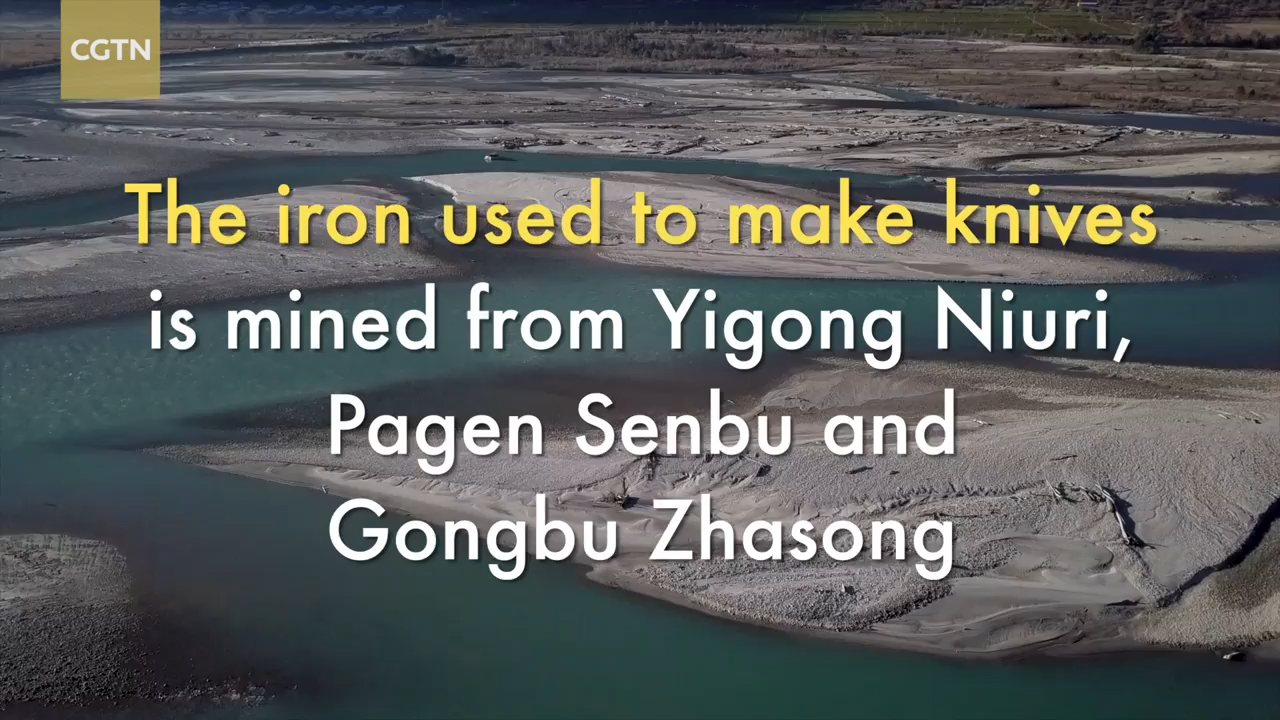 CGTN
The iron used to make knives
is mined from Yigong Niuri,
Pagen Senbu and
Gongbu Zhasong